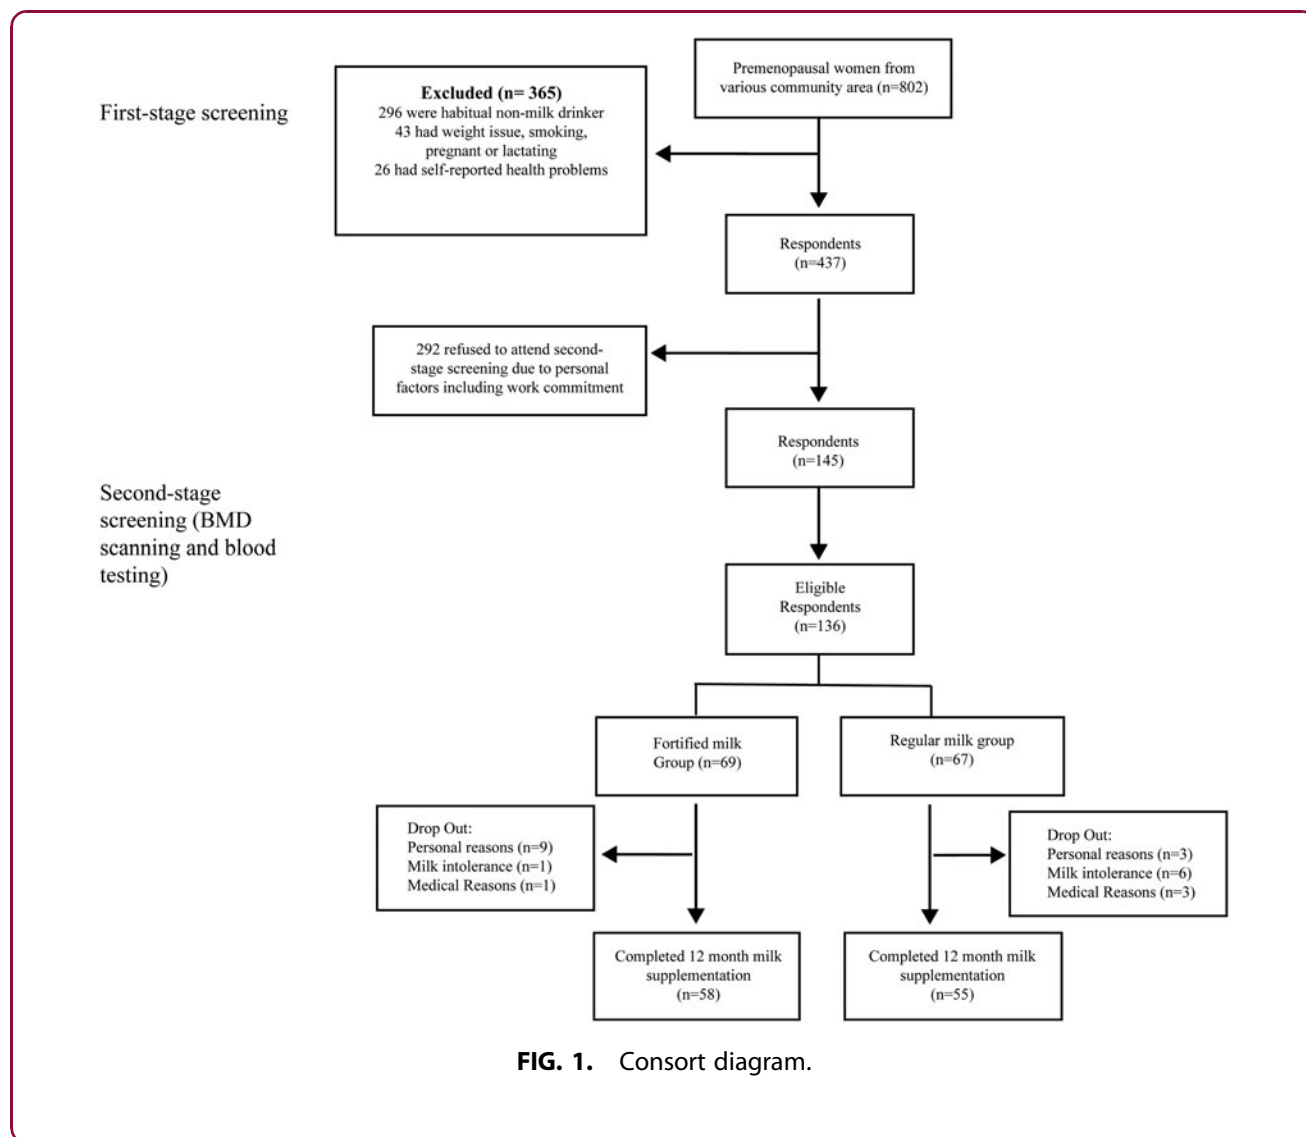 First-stage screening
Premenopausal women from
various community area (n=802)
Excluded (n= 365)
296 were habitual non-milk drinker
43 had weight issue, smoking,
pregnant or lactating
26 had self-reported health problems
Respondents
(n=437)
292 refused to attend second-
stage screening due to personal
factors including work commitment
Respondents
(n=145)
Second-stage
screening (BMD
scanning and blood
testing)
Eligible
Respondents
(n=136)
Fortified milk
Group (n=69)
Regular milk group
(n=67)
Drop Out:
Personal reasons (n=9)
Milk intolerance (n=1)
Medical Reasons (n=1)
Drop Out:
Personal reasons (n=3)
Milk intolerance (n=6)
Medical Reasons (n=3)
Completed 12 month milk
supplementation
(n=58)
Completed 12 month milk
supplementation
(n=55)
FIG. 1. Consort diagram.